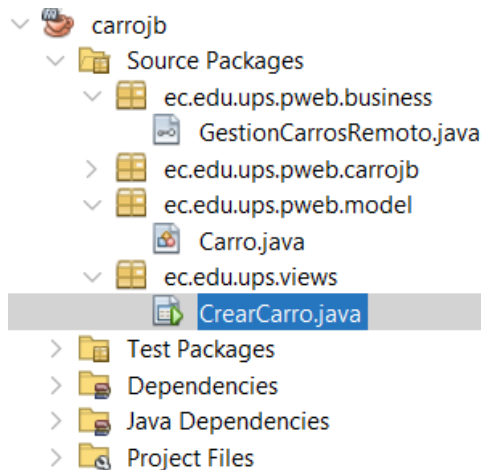 carrojb
Source Packages
ec.edu.ups.pweb.business
GestionCarrosRemoto.java
ec.edu.ups.pweb.carrojb
ec.edu.ups.pweb.model
Carro.java
ec.edu.ups.views
CrearCarro.java
Test Packages
Dependencies
Java Dependencies
Project Files